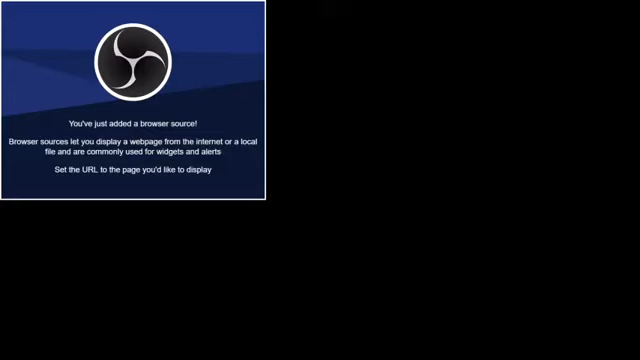 You've just added a browser source!
Browser sources let you display a webpage from the internet or a local
file and are commonly used for widgets and alerts
Set the URL to the page you'd like to display